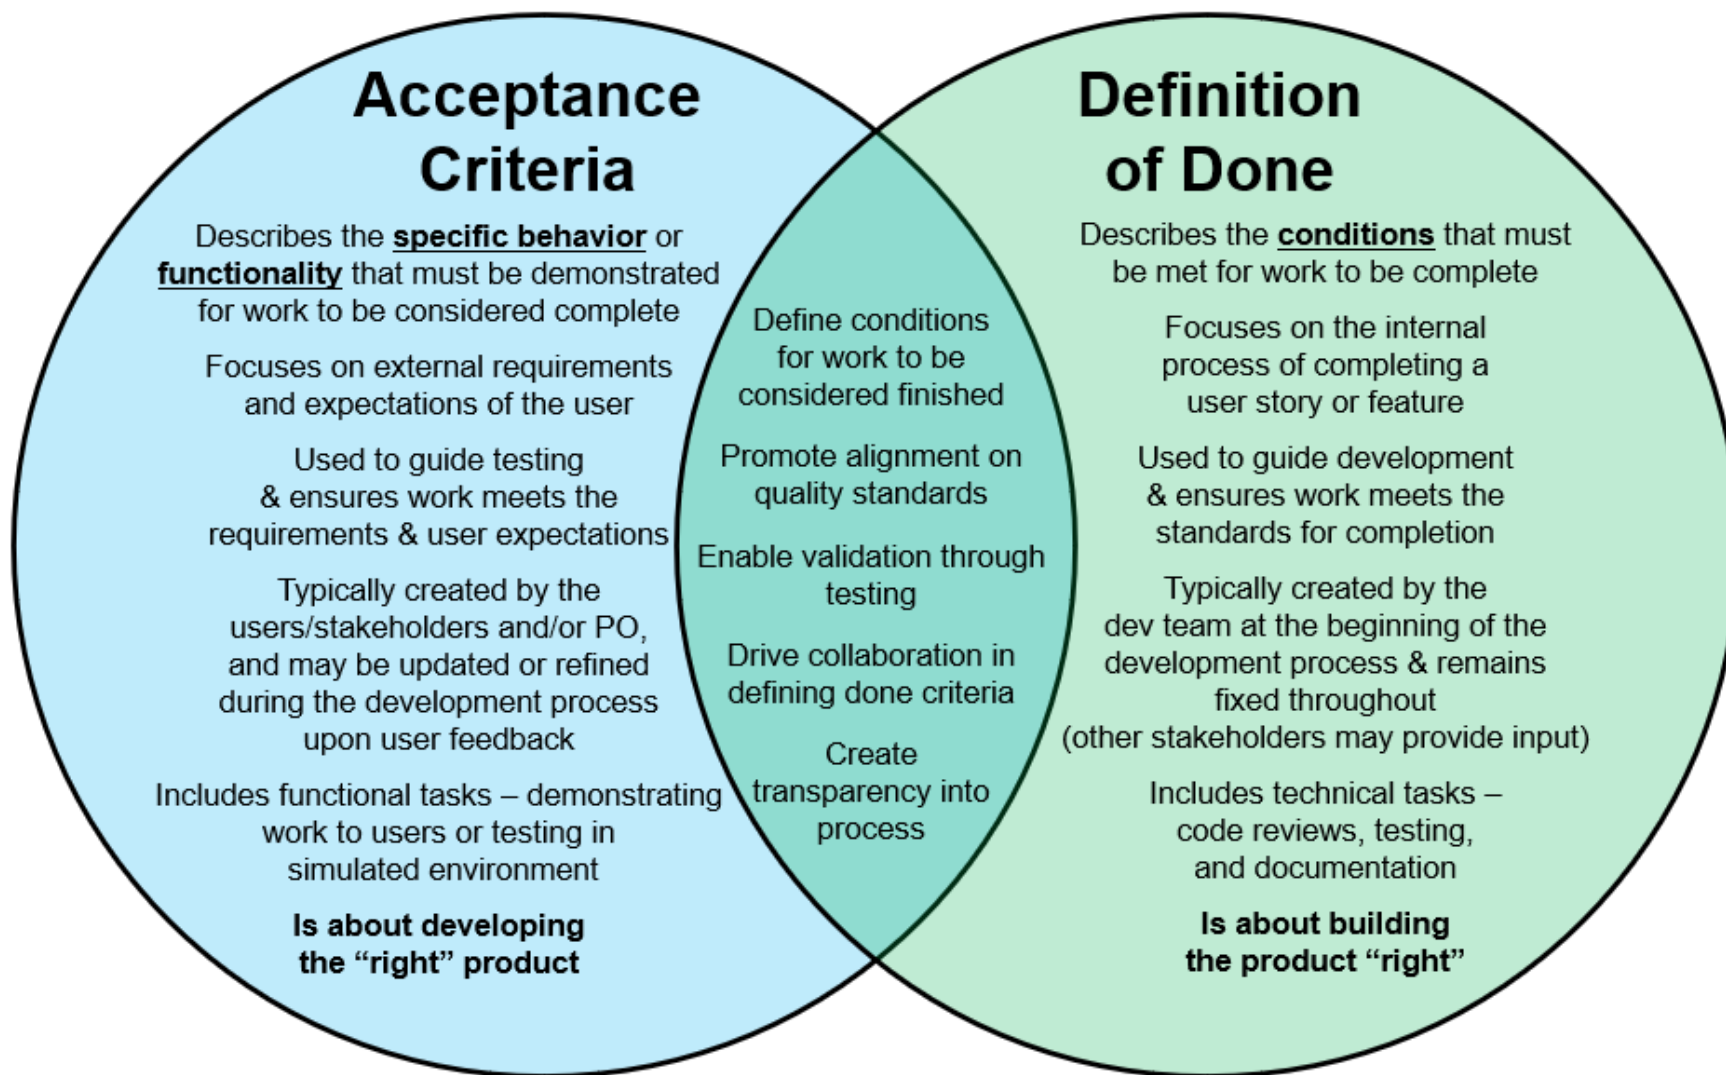 Acceptance
Criteria
Describes the specific behavior or
functionality that must be demonstrated
for work to be considered complete
Focuses on external requirements
and expectations of the user
Used to guide testing
& ensures work meets the
requirements & user expectations
Typically created by the
users/stakeholders and/or PO,
and may be updated or refined
during the development process
upon user feedback
Includes functional tasks – demonstrating
work to users or testing in
simulated environment
Is about developing
the “right” product
Define conditions
for work to be
considered finished
Promote alignment on
quality standards
Enable validation through
testing
Drive collaboration in
defining done criteria
Create
transparency into
process
Definition
of Done
Describes the conditions that must
be met for work to be complete
Focuses on the internal
process of completing a
user story or feature
Used to guide development
& ensures work meets the
standards for completion
Typically created by the
dev team at the beginning of the
development process & remains
fixed throughout
(other stakeholders may provide input)
Includes technical tasks –
code reviews, testing,
and documentation
Is about building
the product “right”